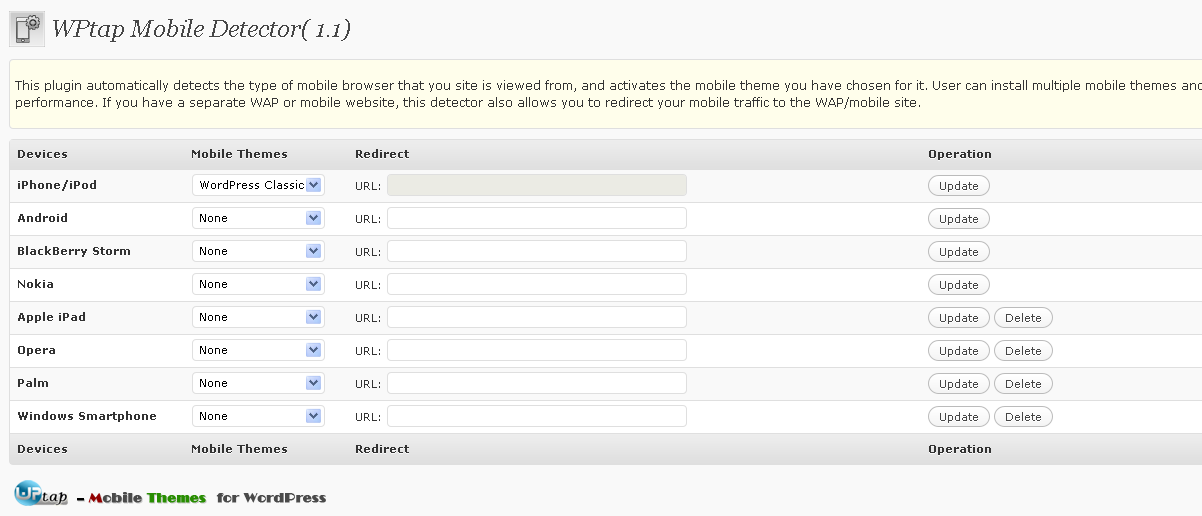 WPtap Mobile Detector( 1.1)
This plugin automatically detects the type of mobile browser that you site is viewed from, and activates the mobile theme you have chosen for it. User can install multiple mobile themes and
performance. If you have a separate WAP or mobile website, this detector also allows you to redirect your mobile traffic to the WAP/mobile site.
Devices Mobile Themes Redirect Operation
iPhone/iPod WordPress Classic URL: Update
Android None URL: Update
BlackBerry Storm None URL: Update
Nokia None URL: Update
Apple iPad None URL: Update Delete
Opera None URL: Update Delete
Palm None URL: Update Delete
Windows Smartphone None URL: Update Delete
Devices Mobile Themes Redirect Operation
WPtap – Mobile Themes for WordPress